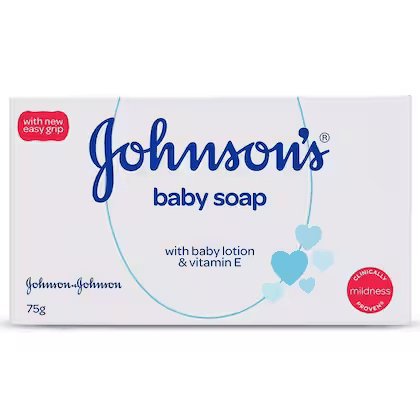 with new
easy grip
Johnson's®
baby soap
with baby lotion
& vitamin E
Johnson-Johnson
75g
CLINICALLY
mildness
PROVEN®